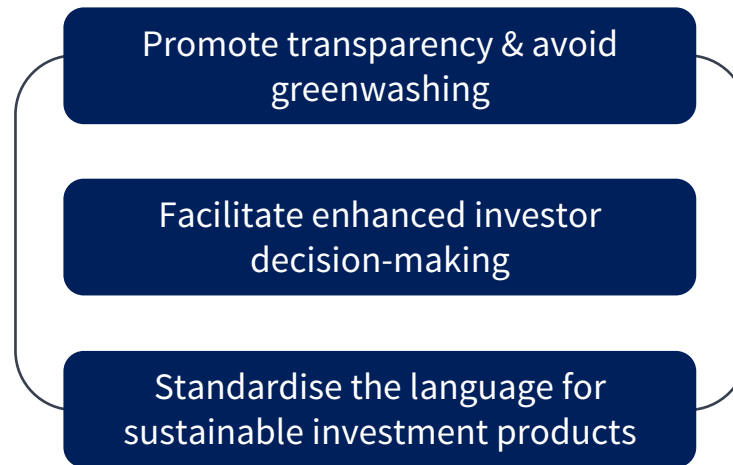 Promote transparency & avoid
greenwashing
Facilitate enhanced investor
decision-making
Standardise the language for
sustainable investment products